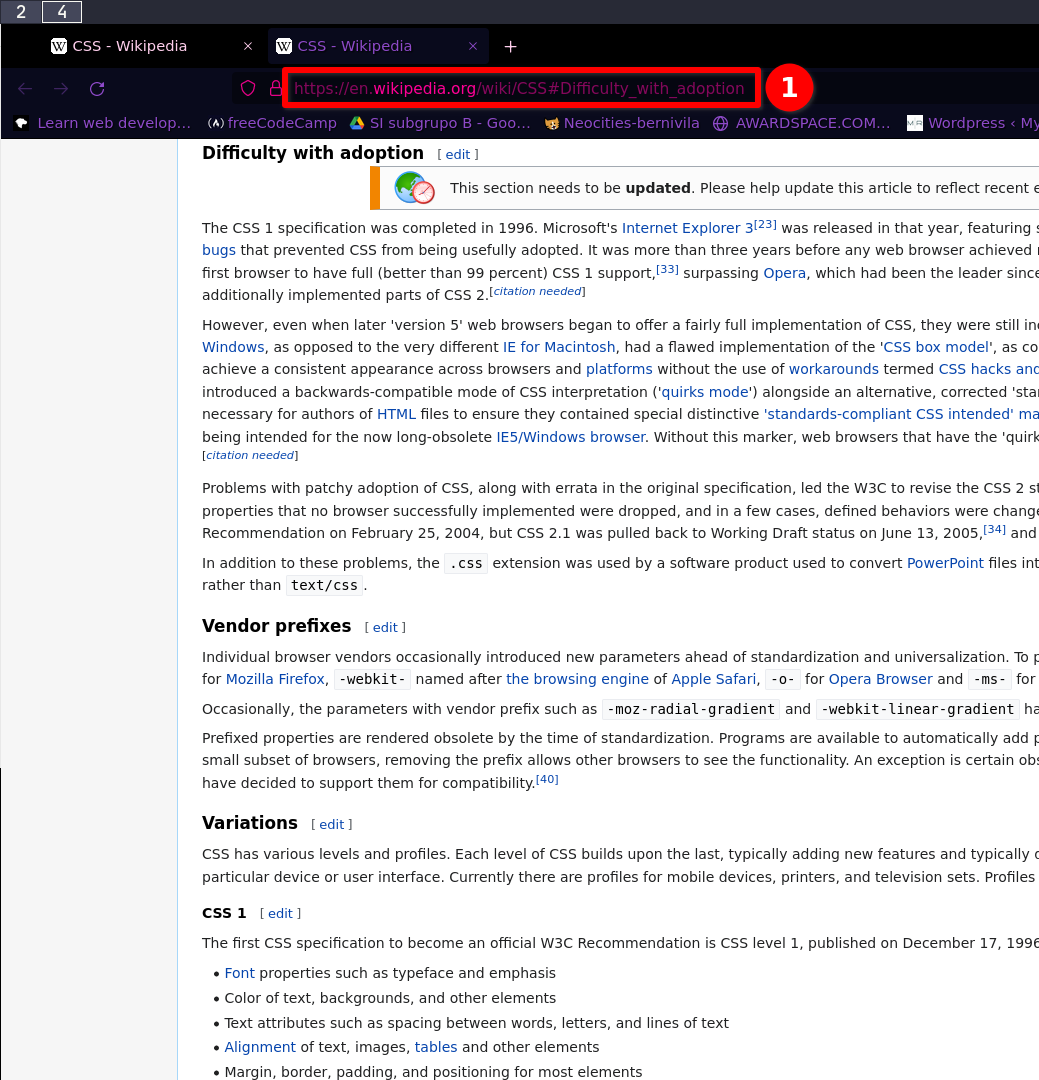 2 4
CSS - Wikipedia CSS - Wikipedia
https://en.wikipedia.org/wiki/CSS#Difficulty_with_adoption 1
Learn web develop… freeCodeCamp SI subgrupo B - Goo… Neocities-bernivila AWARDSPACE.COM… Wordpress ‹ My
Difficulty with adoption [ edit ]
This section needs to be updated. Please help update this article to reflect recent
The CSS 1 specification was completed in 1996. Microsoft's Internet Explorer 3[23] was released in that year, featuring
bugs that prevented CSS from being usefully adopted. It was more than three years before any web browser achieved
first browser to have full (better than 99 percent) CSS 1 support,[33] surpassing Opera, which had been the leader since
additionally implemented parts of CSS 2.[citation needed]
However, even when later 'version 5' web browsers began to offer a fairly full implementation of CSS, they were still
Windows, as opposed to the very different IE for Macintosh, had a flawed implementation of the 'CSS box model', as
achieve a consistent appearance across browsers and platforms without the use of workarounds termed CSS hacks and
introduced a backwards-compatible mode of CSS interpretation ('quirks mode') alongside an alternative, corrected
necessary for authors of HTML files to ensure they contained special distinctive 'standards-compliant CSS intended'
being intended for the now long-obsolete IE5/Windows browser. Without this marker, web browsers that have the
[citation needed]
Problems with patchy adoption of CSS, along with errata in the original specification, led the W3C to revise the CSS 2
properties that no browser successfully implemented were dropped, and in a few cases, defined behaviors were
Recommendation on February 25, 2004, but CSS 2.1 was pulled back to Working Draft status on June 13, 2005,[34] and
In addition to these problems, the .css extension was used by a software product used to convert PowerPoint files
rather than text/css.
Vendor prefixes [ edit ]
Individual browser vendors occasionally introduced new parameters ahead of standardization and universalization. To
for Mozilla Firefox, -webkit- named after the browsing engine of Apple Safari, -o- for Opera Browser and -ms- for
Occasionally, the parameters with vendor prefix such as -moz-radial-gradient and -webkit-linear-gradient
Prefixed properties are rendered obsolete by the time of standardization. Programs are available to automatically add
small subset of browsers, removing the prefix allows other browsers to see the functionality. An exception is certain
have decided to support them for compatibility.[40]
Variations [ edit ]
CSS has various levels and profiles. Each level of CSS builds upon the last, typically adding new features and typically
particular device or user interface. Currently there are profiles for mobile devices, printers, and television sets. Profiles
CSS 1 [ edit ]
The first CSS specification to become an official W3C Recommendation is CSS level 1, published on December 17, 1996
• Font properties such as typeface and emphasis
• Color of text, backgrounds, and other elements
• Text attributes such as spacing between words, letters, and lines of text
• Alignment of text, images, tables and other elements
• Margin, border, padding, and positioning for most elements